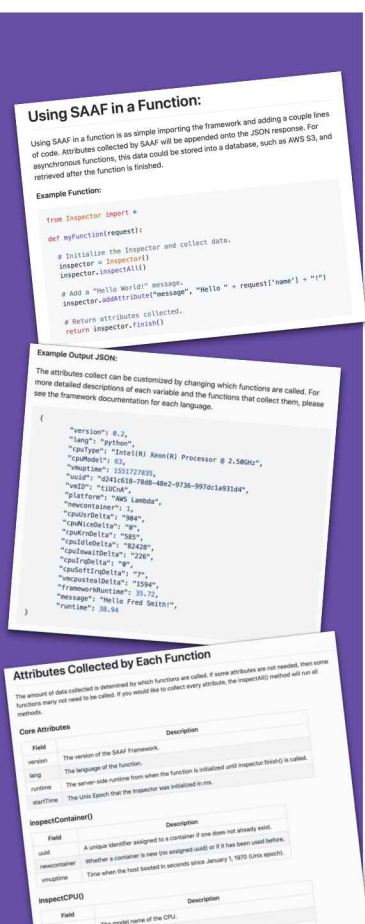 Using SAAF in a Function:
Using SAAF in a function is as simple importing the framework and adding a couple lines
of code. Attributes collected by SAAF will be appended onto the JSON response. For
asynchronous functions, this data could be stored into a database, such as AWS S3, and
retrieved after the function is finished.
Example Function:
from Inspector import *
def myFunction(request):
# Initialize the Inspector and collect data.
inspector = Inspector()
inspector.inspectAll()
# Add a "Hello World!" message.
inspector.addAttribute("message", "Hello " + request['name'] + "!")
# Return attributes collected.
return inspector.finish()
Example Output JSON:
The attributes collect can be customized by changing which functions are called. For
more detailed descriptions of each variable and the functions that collect them, please
see the framework documentation for each language.
{
"version": 0.2,
"lang": "python",
"cpuType": "Intel(R) Xeon(R) Processor @ 2.50GHz",
"cpuModel": 63,
"vmuptime": 1551727835,
"uuid": "d241c618-78d8-48e2-9736-997dc1a931d4",
"vmID": "tiUCnA",
"platform": "AWS Lambda",
"newcontainer": 1,
"cpuUsrDelta": "904",
"cpuNiceDelta": "0",
"cpuKrnDelta": "585",
"cpuIdleDelta": "82428",
"cpuIowaitDelta": "226",
"cpuIrqDelta": "0",
"cpuSoftIrqDelta": "7",
"vmcpustealDelta": "1594",
"frameworkRuntime": 35.72,
"message": "Hello Fred Smith!",
"runtime": 38.94
}
Attributes Collected by Each Function
The amount of data collected is detemined by which functions are called. If some attributes are not needed, then some
functions many not need to be called. If you would like to collect every attribute, the inspectAll() method will run all
methods.
Core Attributes
Field Description
version The version of the SAAF Framework.
lang The language of the function.
runtime The server-side runtime from when the function is initialized until Inspector.finish() is called.
startTime The Unix Epoch that the Inspector was initialized in ms.
inspectContainer()
Field Description
uuid A unique identifier assigned to a container if one does not already exist.
newcontainer Whether a container is new (no assigned uuid) or if it has been used before.
vmuptime Time when the host booted in seconds since January 1, 1970 (Unix epoch).
inspectCPU()
Field Description
The model name of the CPU.